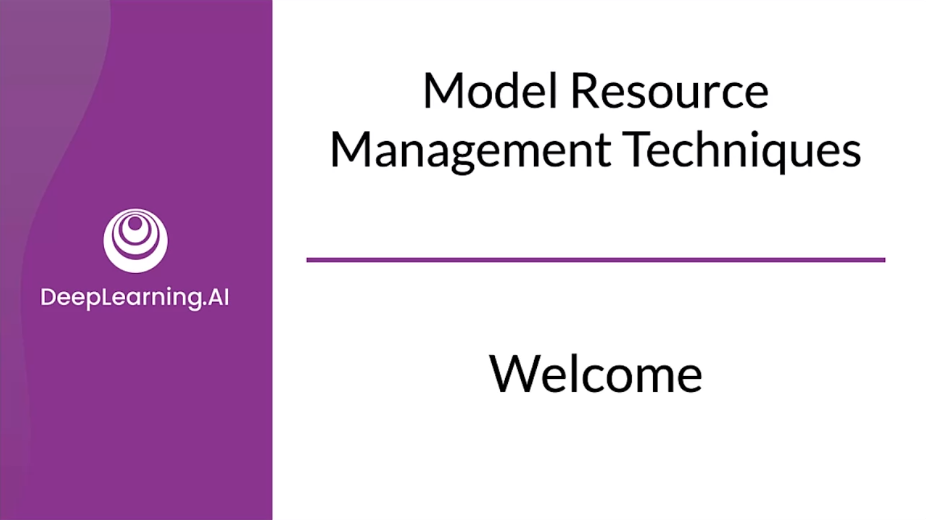 Model Resource
Management Techniques
DeepLearning.AI
Welcome